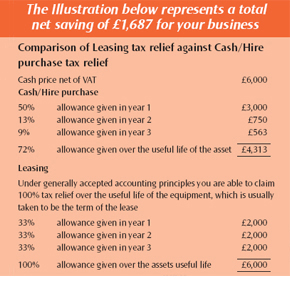 The Illustration below represents a total
net saving of £1,687 for your business
Comparison of Leasing tax relief against Cash/Hire
purchase tax relief
Cash price net of VAT £6,000
Cash/Hire purchase
50% allowance given in year 1 £3,000
13% allowance given in year 2 £750
9% allowance given in year 3 £563
72% allowance given over the useful life of the asset £4,313
Leasing
Under generally accepted accounting principles you are able to claim
100% tax relief over the useful life of the equipment, which is usually
taken to be the term of the lease
33% allowance given in year 1 £2,000
33% allowance given in year 2 £2,000
33% allowance given in year 3 £2,000
100% allowance given over the assets useful life £6,000